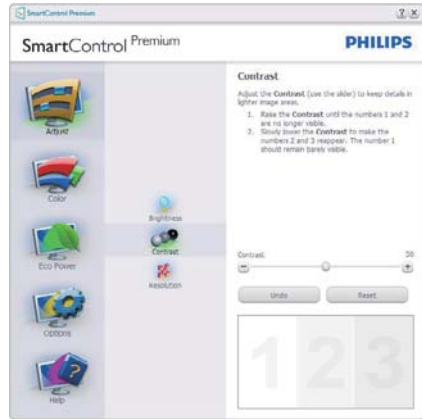 SmartControl Premium
SmartControl Premium
PHILIPS
Adjust
Color
Eco Power
Options
Help
Brightness
Contrast
Resolution
Contrast
Adjust the Contrast (use the slider) to keep details in
lighter image areas.
1. Raise the Contrast until the numbers 1 and 2
are no longer visible.
2. Slowly lower the Contrast to make the
numbers 2 and 3 reappear. The number 1
should remain barely visible.
Contrast
Undo
Reset
1 2 3